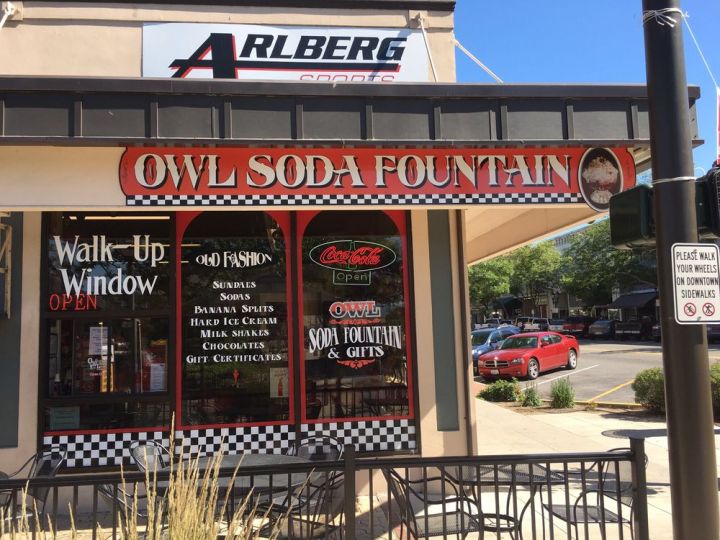 ARLBERG
SPORTS
OWL SODA FOUNTAIN
Walk-Up
Window
OPEN
OLD FASHION
SUNDAES
SODAS
BANANA SPLITS
HARD ICE CREAM
MILK SHAKES
CHOCOLATES
GIFT CERTIFICATES
Coca-Cola
Open
OWL
SODA FOUNTAIN
& GIFTS
PLEASE WALK
YOUR WHEELS
ON DOWNTOWN
SIDEWALKS